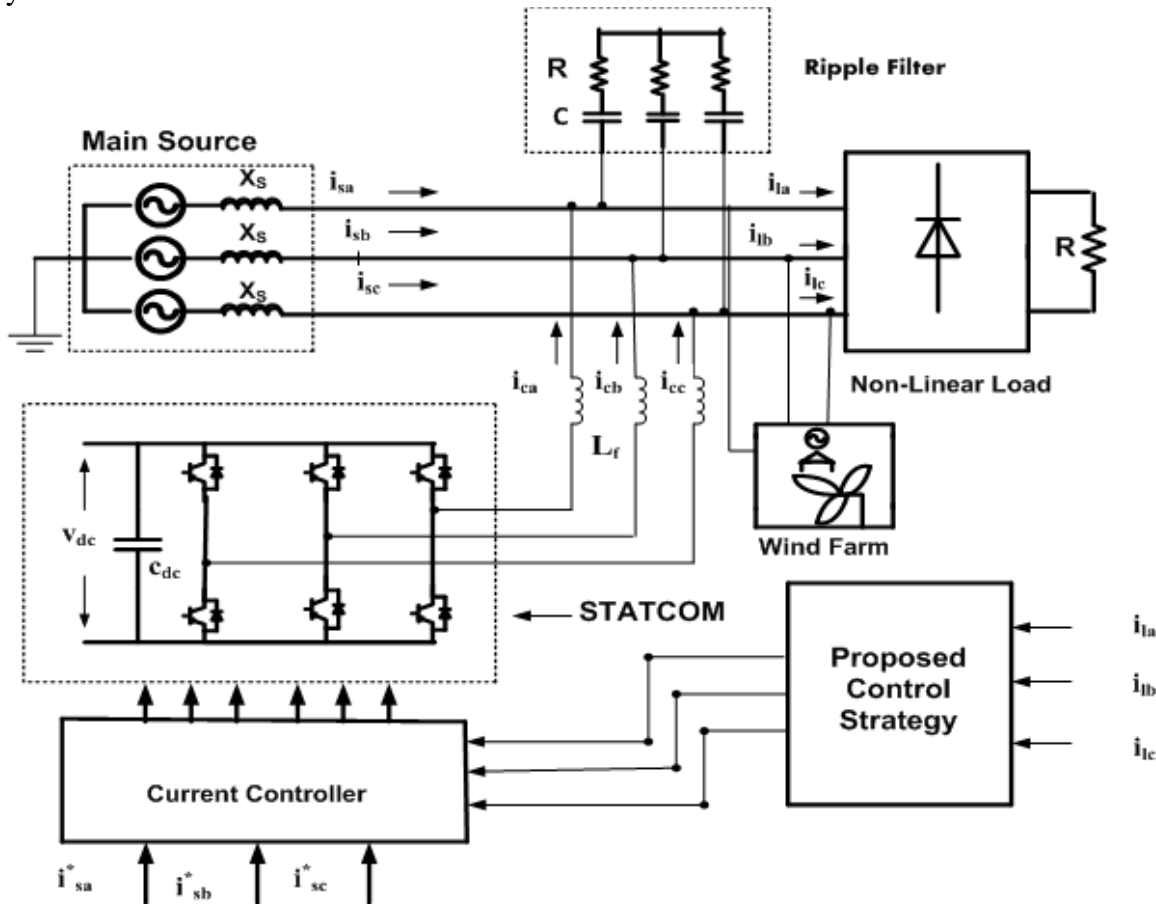 y
R
C
Ripple Filter
Main Source
Xs
Xs
Xs
isa
isb
isc
ila
ilb
ilc
R
Non-Linear Load
ica
icb
icc
Lf
Wind Farm
vdc
cdc
STATCOM
Proposed
Control
Strategy
ila
ilb
ilc
Current Controller
i*sa
i*sb
i*sc